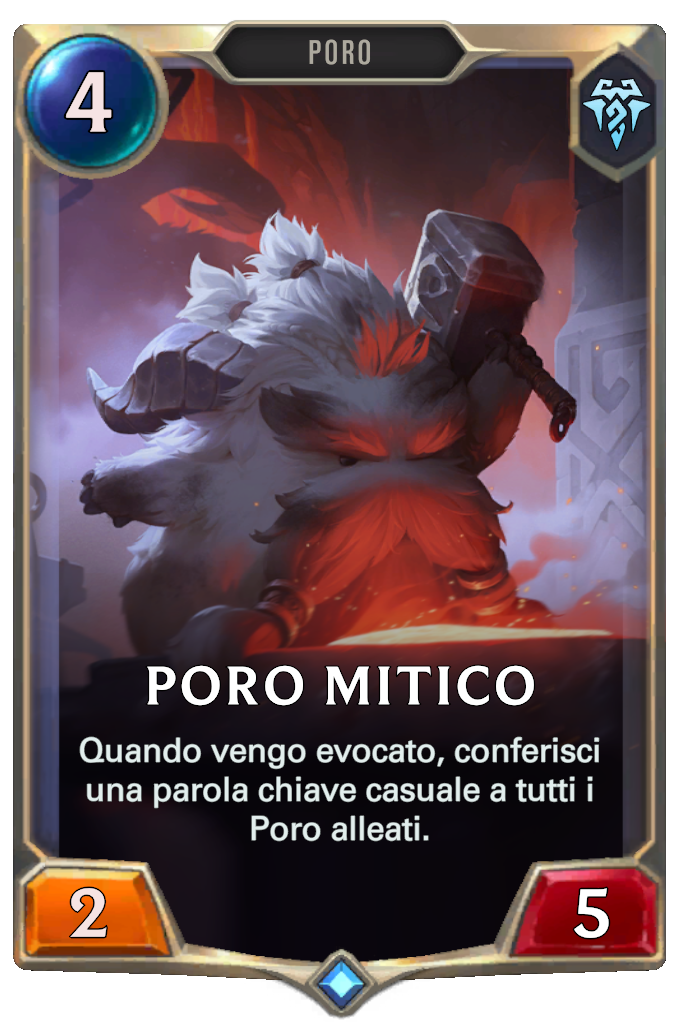 PORO
4
PORO MITICO
Quando vengo evocato, conferisci
una parola chiave casuale a tutti i
Poro alleati.
2
5